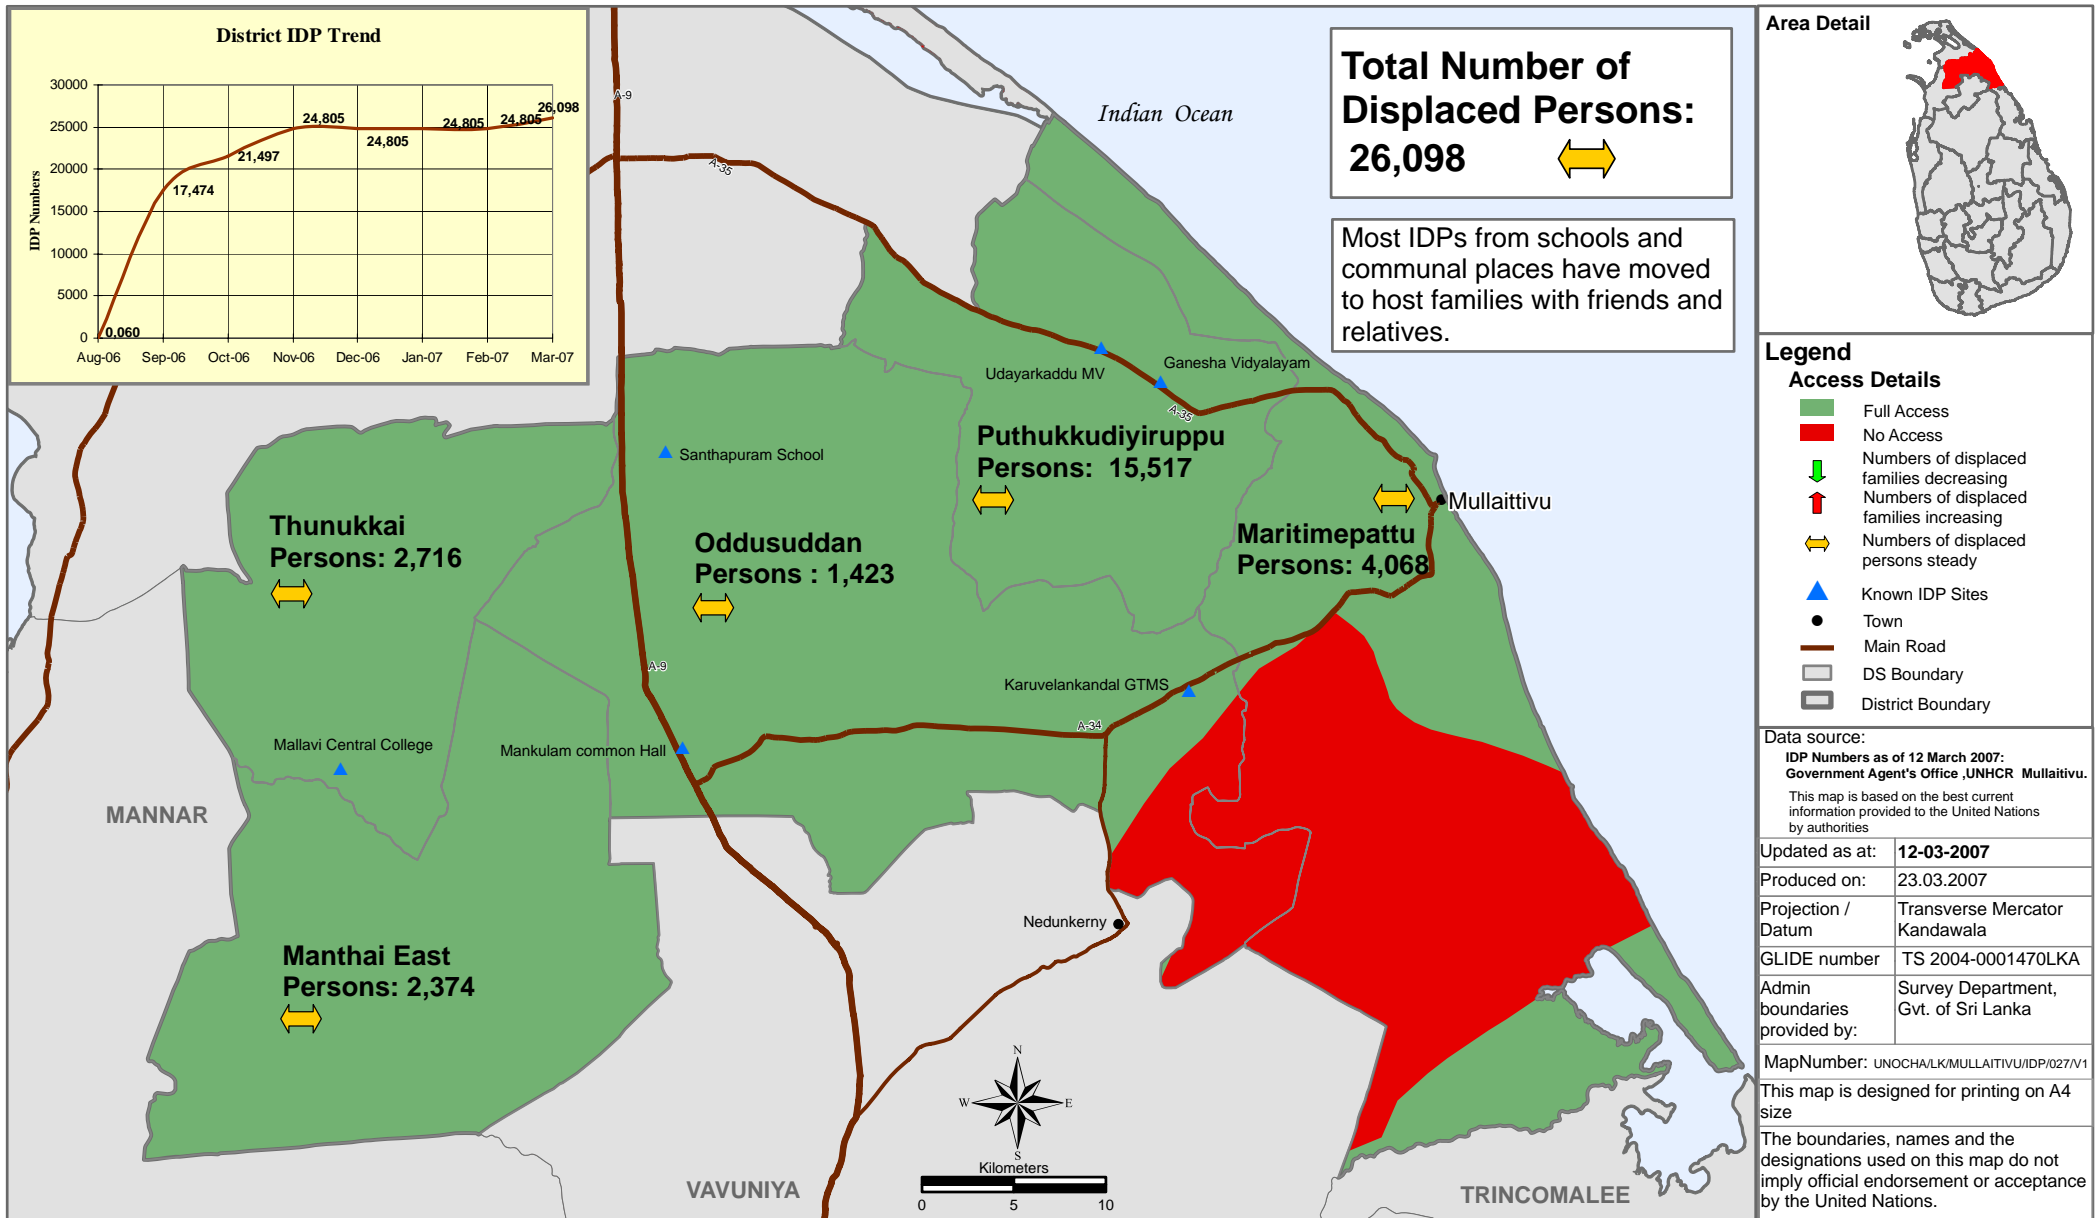 District IDP Trend
IDP Numbers
30000
25000
20000
15000
10000
5000
0
0,060
17,474
21,497
24,805
24,805
24,805
24,805
26,098
Aug-06 Sep-06 Oct-06 Nov-06 Dec-06 Jan-07 Feb-07 Mar-07
Total Number of
Displaced Persons:
26,098
Most IDPs from schools and
communal places have moved
to host families with friends and
relatives.
Indian Ocean
A-9
A-35
Udayarkaddu MV
Ganesha Vidyalayam
A-35
Santhapuram School
Puthukkudiyiruppu
Persons: 15,517
Mullaittivu
Maritimepattu
Persons: 4,068
Thunukkai
Persons: 2,716
Oddusuddan
Persons : 1,423
A-9
Karuvelankandal GTMS
A-34
Mallavi Central College
Mankulam common Hall
MANNAR
Nedunkerny
Manthai East
Persons: 2,374
N
W
E
S
Kilometers
0 5 10
VAVUNIYA
TRINCOMALEE
Area Detail
Legend
Access Details
Full Access
No Access
Numbers of displaced
families decreasing
Numbers of displaced
families increasing
Numbers of displaced
persons steady
Known IDP Sites
Town
Main Road
DS Boundary
District Boundary
Data source:
IDP Numbers as of 12 March 2007:
Government Agent's Office ,UNHCR Mullaitivu.
This map is based on the best current
information provided to the United Nations
by authorities
Updated as at: 12-03-2007
Produced on: 23.03.2007
Projection / Transverse Mercator
Datum Kandawala
GLIDE number TS 2004-0001470LKA
Admin Survey Department,
boundaries Gvt. of Sri Lanka
provided by:
MapNumber: UNOCHA/LK/MULLAITIVU/IDP/027/V1
This map is designed for printing on A4
size
The boundaries, names and the
designations used on this map do not
imply official endorsement or acceptance
by the United Nations.